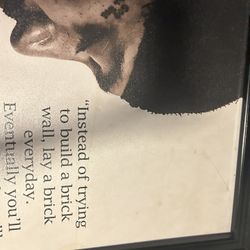 “Instead of trying
to build a brick
wall, lay a brick
everyday.
Eventually you'll